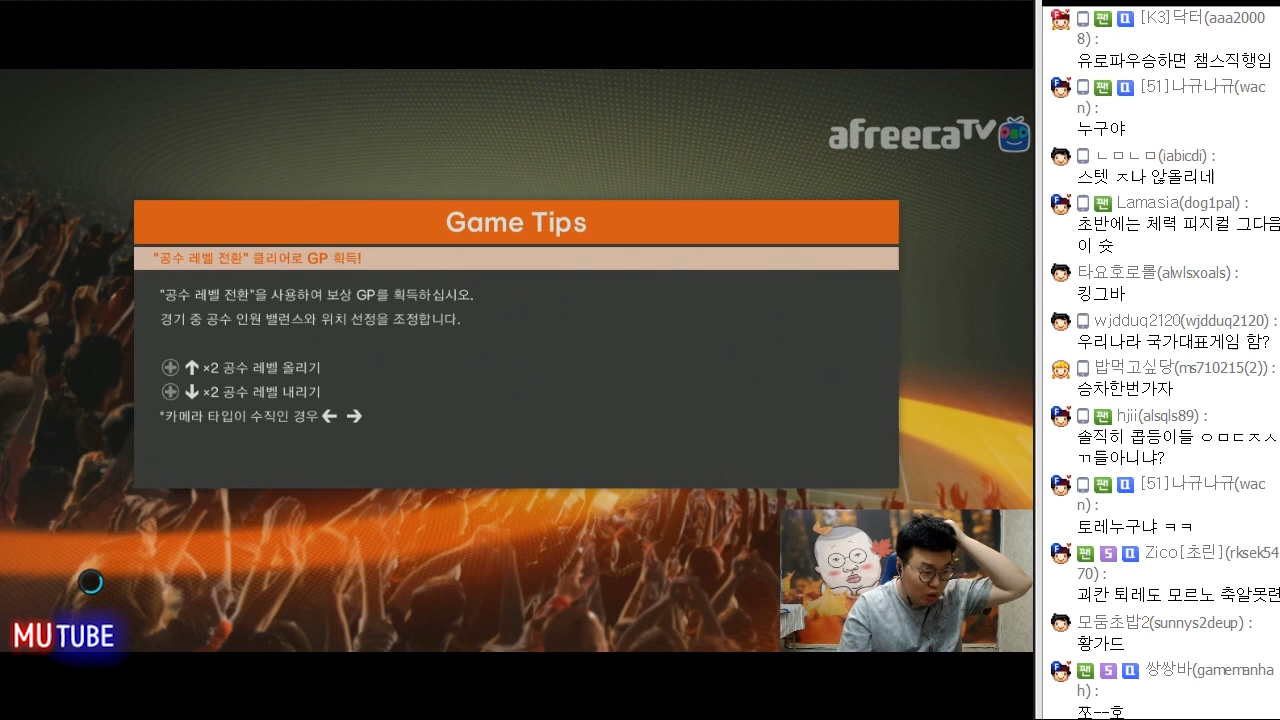 afreecaTV
Game Tips
"공수 레벨 전환" 클리어로 GP 획득!
"공수 레벨 전환"을 사용하여 보상 GP를 획득하십시오.
경기 중 공수 인원 밸런스와 위치 선정을 조정합니다.
×2 공수 레벨 올리기
×2 공수 레벨 내리기
*카메라 타입이 수직인 경우
MUTUBE
팬 [K3]닥터(aaa2000
8) :
유로파우승하면 챔스직행임
팬 [51]나규나규(wac
n) :
누구야
ㄴㅁㄴㅁ(iabicdi) :
스텟 ㅈ나 않올리네
팬 Lamasia(dog1pal) :
초반에는 체력 피지컬 그다음
이 슛
타요호로롤(alwlsxoals) :
킹그바
wjdduq2120(wjdduq2120) :
우리나라 국가대표게임 함?
밥먹고싶당(ms710215(2)) :
승차한번가자
팬 hjii(alsqls89) :
솔직히 콥등이들 ㅇㅁㄷㅈㅅ
ㄲ들아니냐?
팬 [51]나규나규(wac
n) :
토레누구냐 ㅋㅋ
팬 S Zico[초린](rksek54
70) :
괴칸 퇴레도 모르노 축알못련
모둠초밥2(sunnys2deup) :
황가드
팬 S 쌍쌍바(gamemanha
h) :
쪼--호